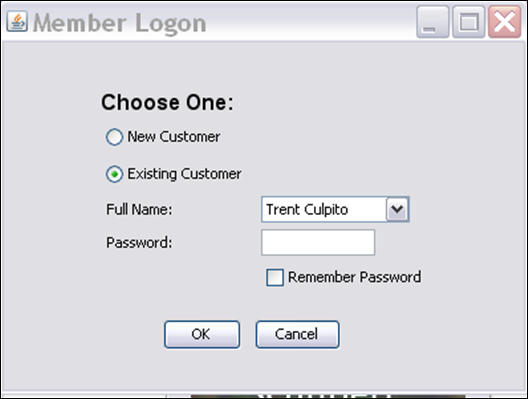 Member Logon
Choose One:
New Customer
Existing Customer
Full Name: Trent Culpito
Password:
Remember Password
OK Cancel